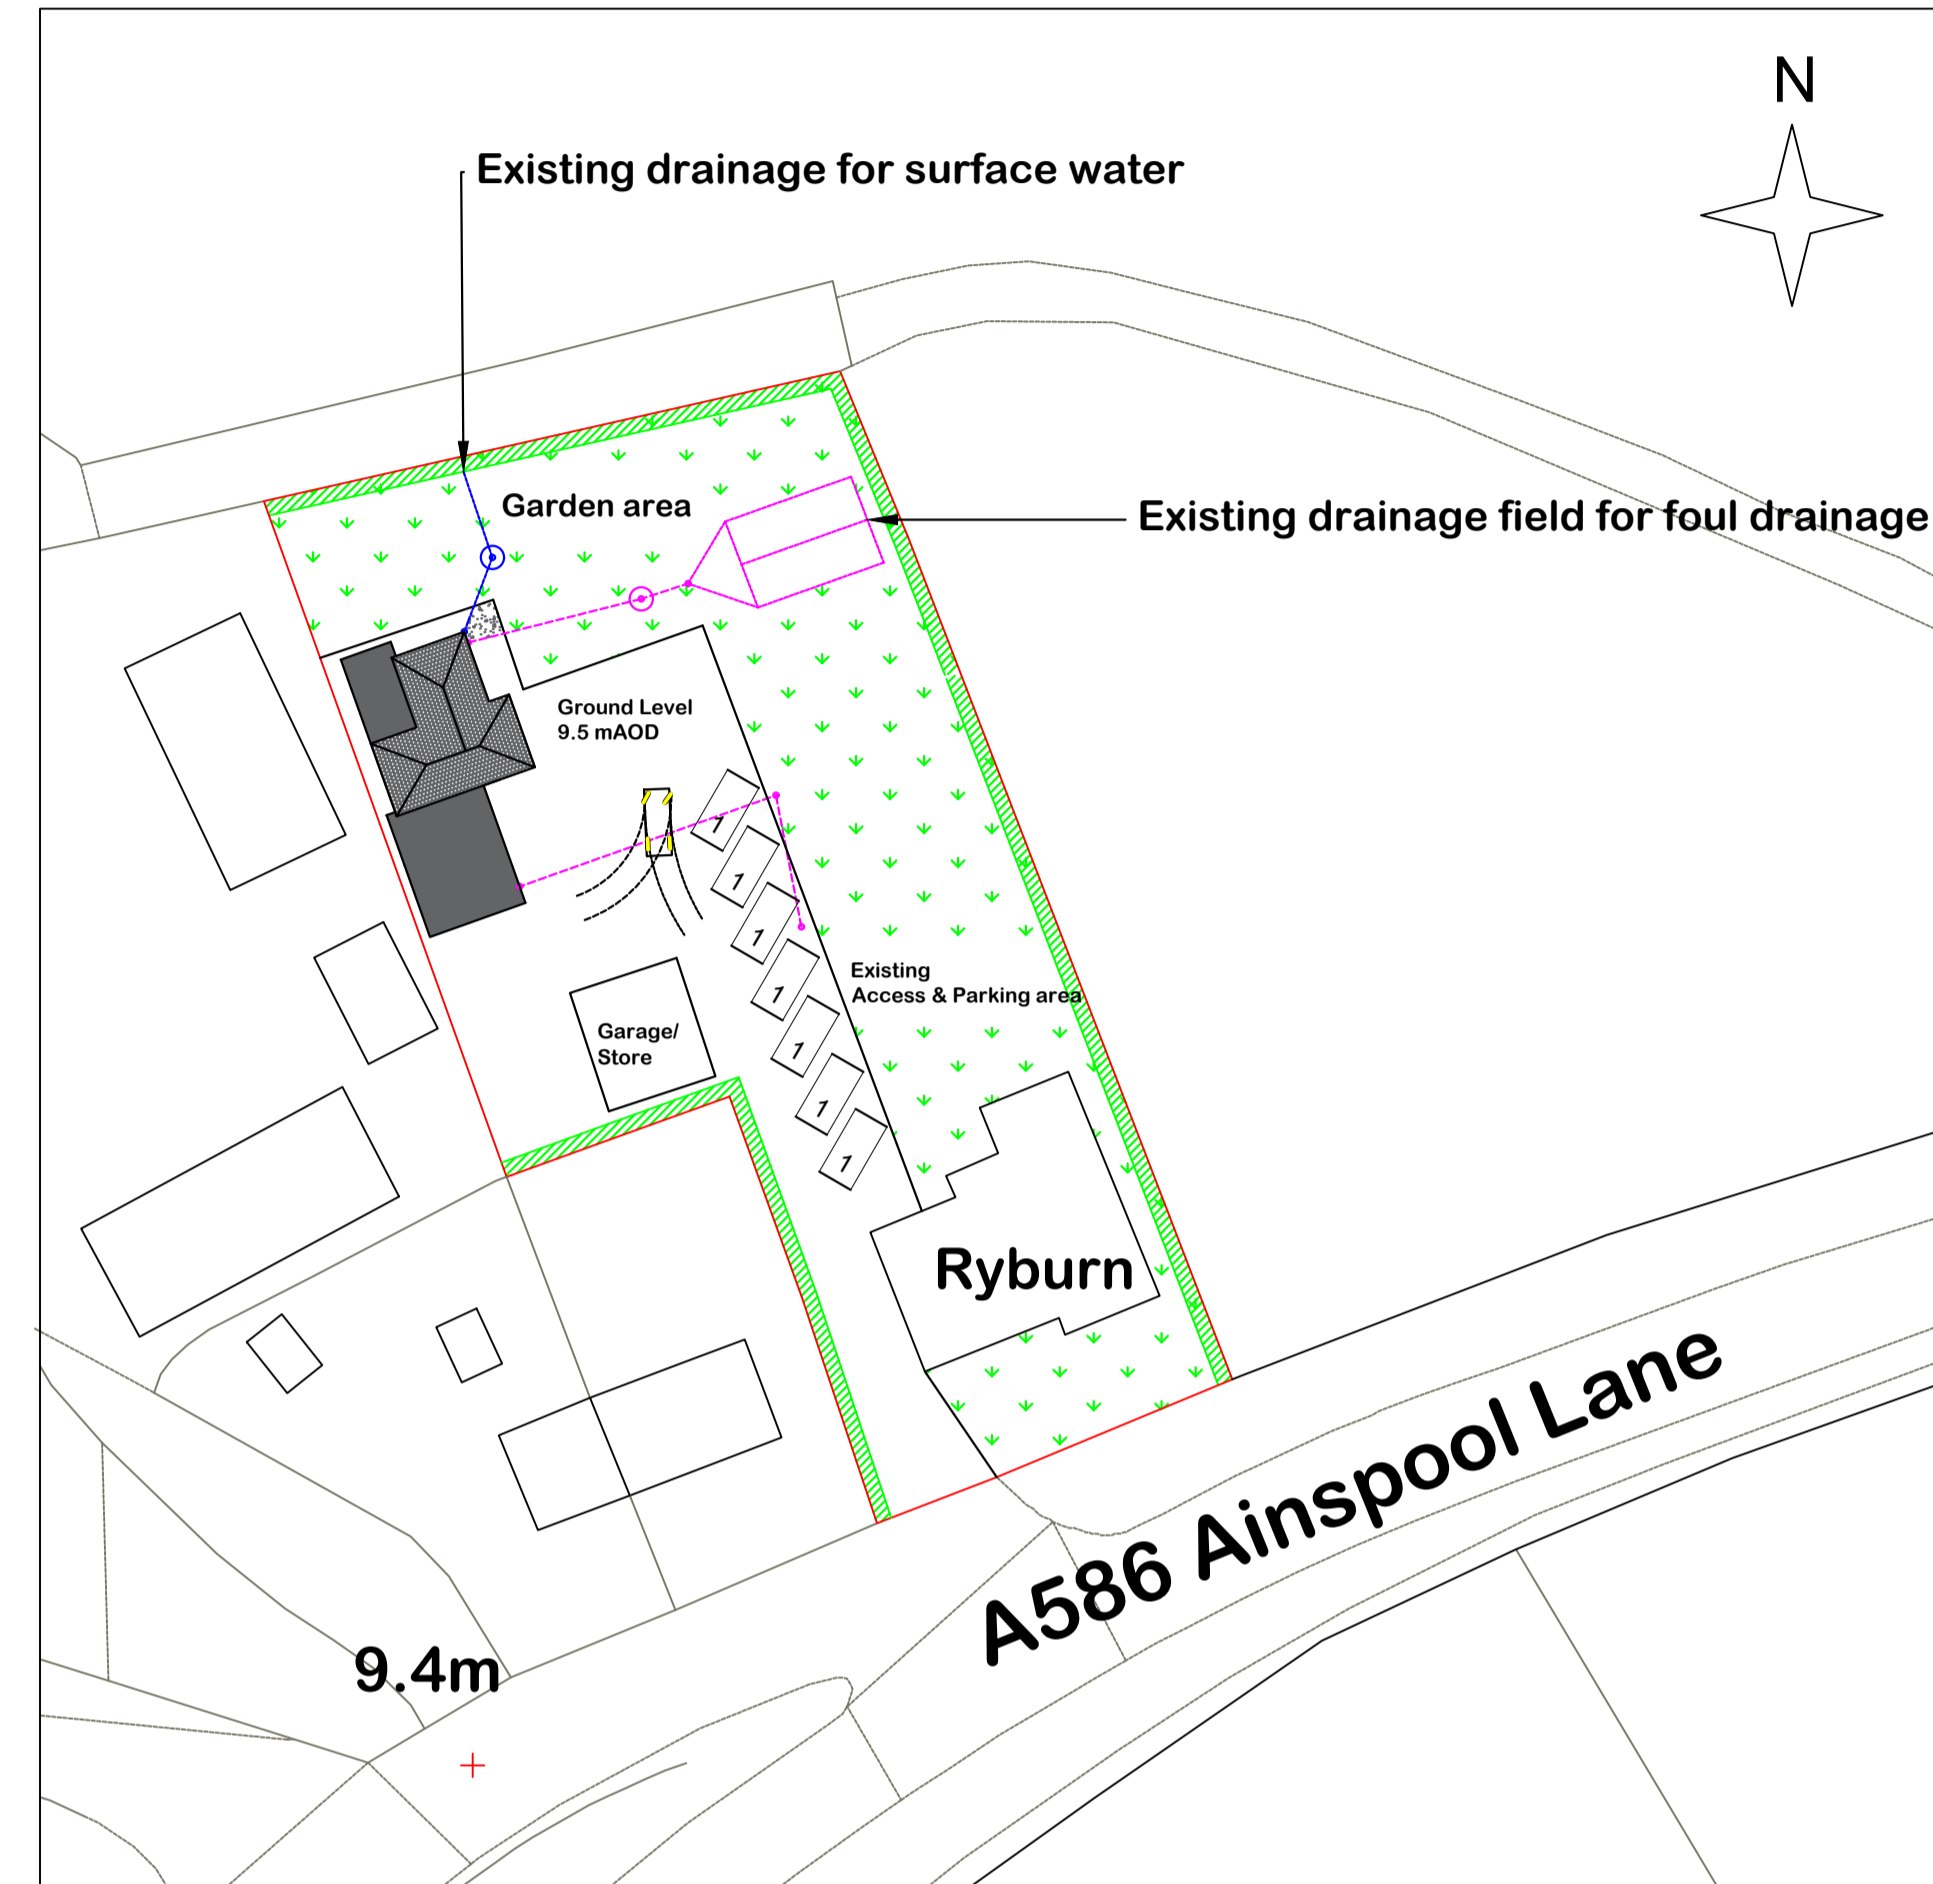 N
Existing drainage for surface water
Garden area
Existing drainage field for foul drainage
Ground Level
9.5 mAOD
1
1
1
1
1
1
1
Existing
Access & Parking area
Garage/
Store
Ryburn
A586 Ainspool Lane
9.4m